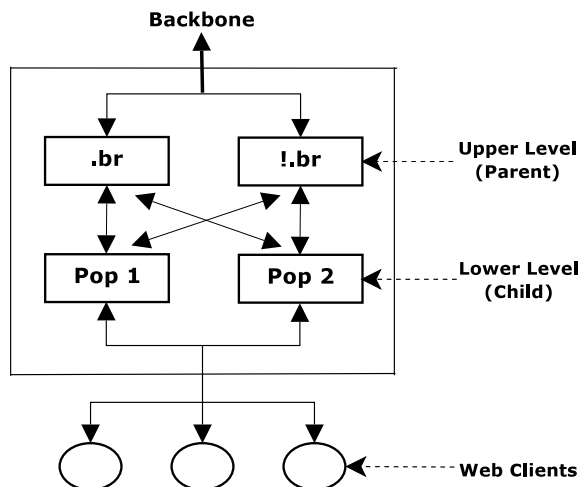 Backbone
.br
!.br
Upper Level
(Parent)
Pop 1
Pop 2
Lower Level
(Child)
Web Clients